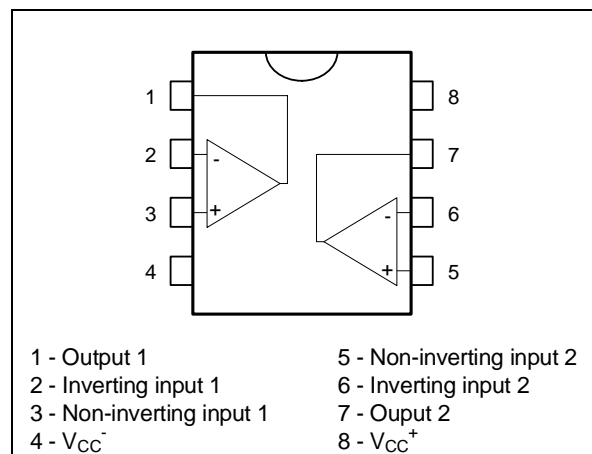 1
8
2
-
7
3
+
-
6
4
+
5
1 - Output 1
2 - Inverting input 1
3 - Non-inverting input 1
4 - VCC-
5 - Non-inverting input 2
6 - Inverting input 2
7 - Ouput 2
8 - VCC+